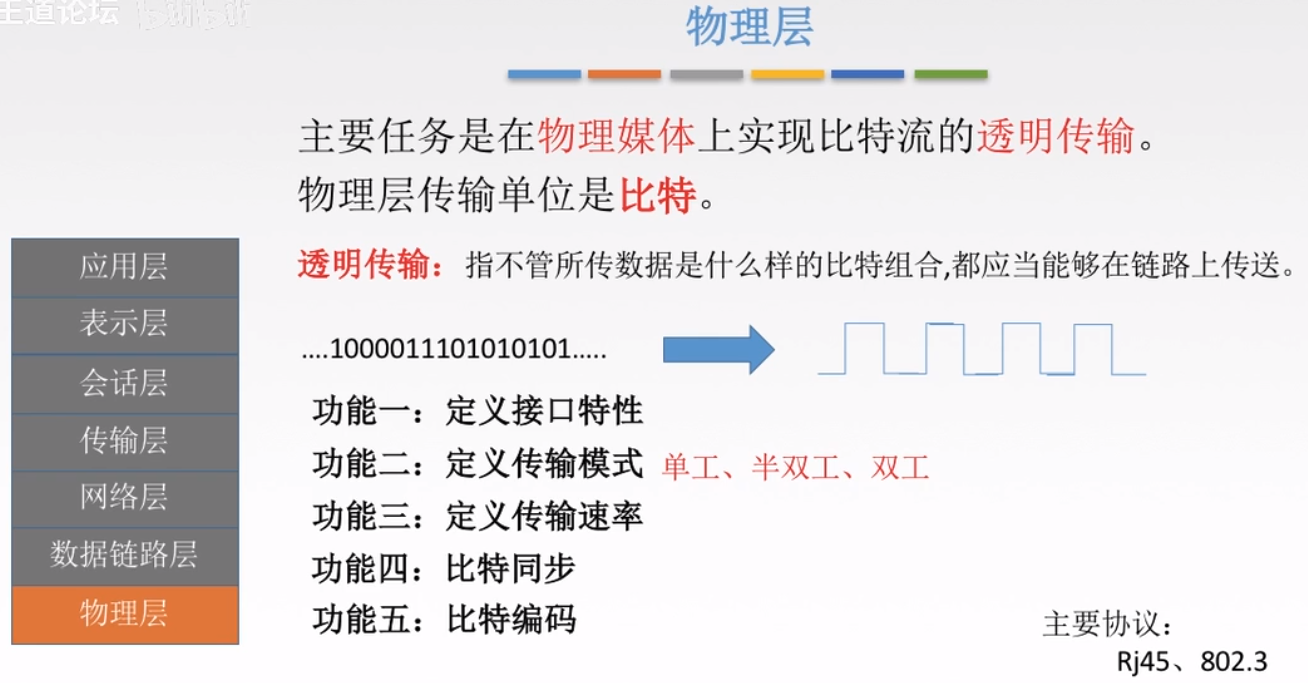 王道论坛 bilibili
物理层
主要任务是在物理媒体上实现比特流的透明传输。
物理层传输单位是比特。
透明传输：指不管所传数据是什么样的比特组合,都应当能够在链路上传送。
应用层
表示层
会话层
传输层
网络层
数据链路层
物理层
....1000011101010101.....
功能一：定义接口特性
功能二：定义传输模式 单工、半双工、双工
功能三：定义传输速率
功能四：比特同步
功能五：比特编码
主要协议：
Rj45、802.3